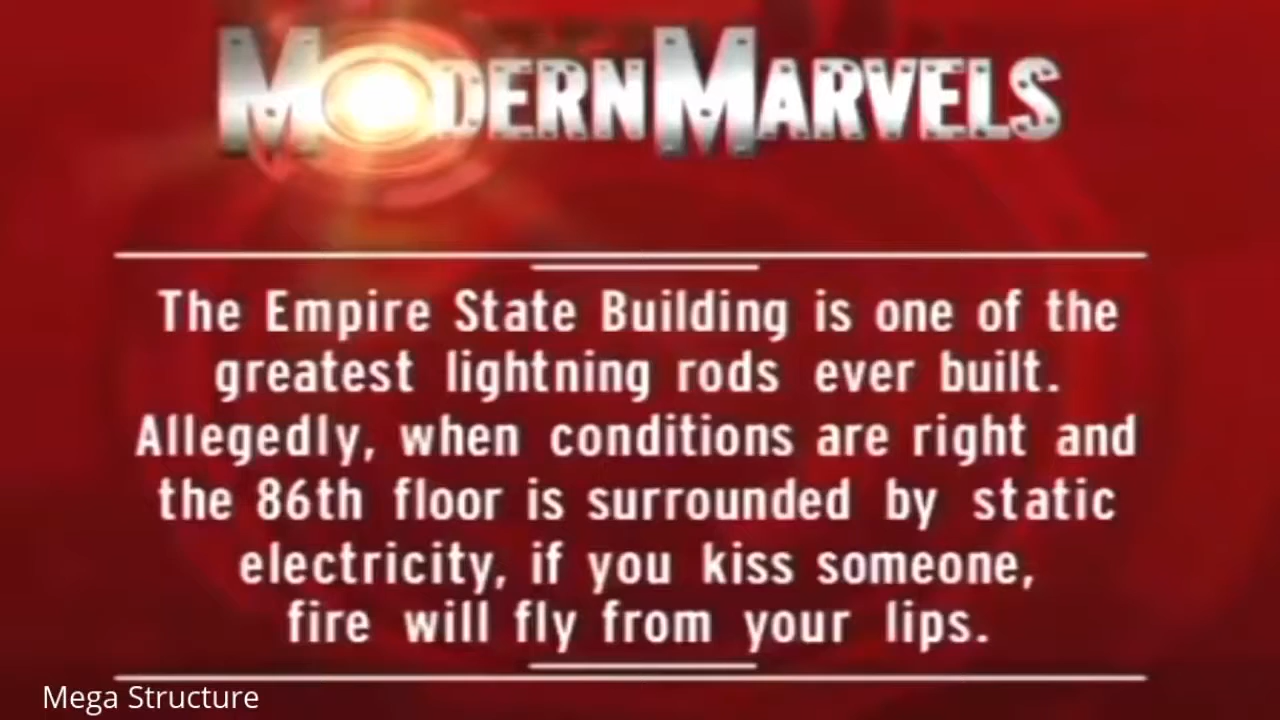 MODERN MARVELS
The Empire State Building is one of the
greatest lightning rods ever built.
Allegedly, when conditions are right and
the 86th floor is surrounded by static
electricity, if you kiss someone,
fire will fly from your lips.
Mega Structure